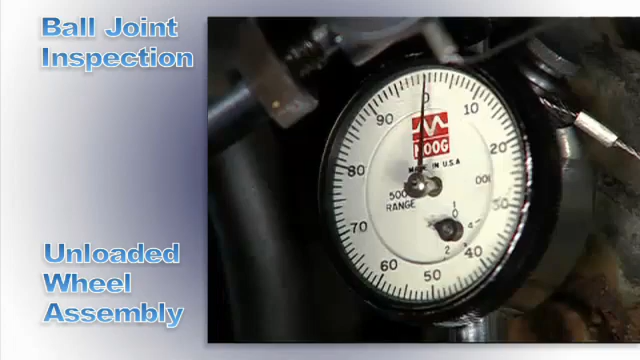 Ball Joint
Inspection
0
90
10
MOOG
80
20
MADE IN U.S.A
.001
.500
RANGE
30
70
1
0
4
2
40
60
50
Unloaded
Wheel
Assembly